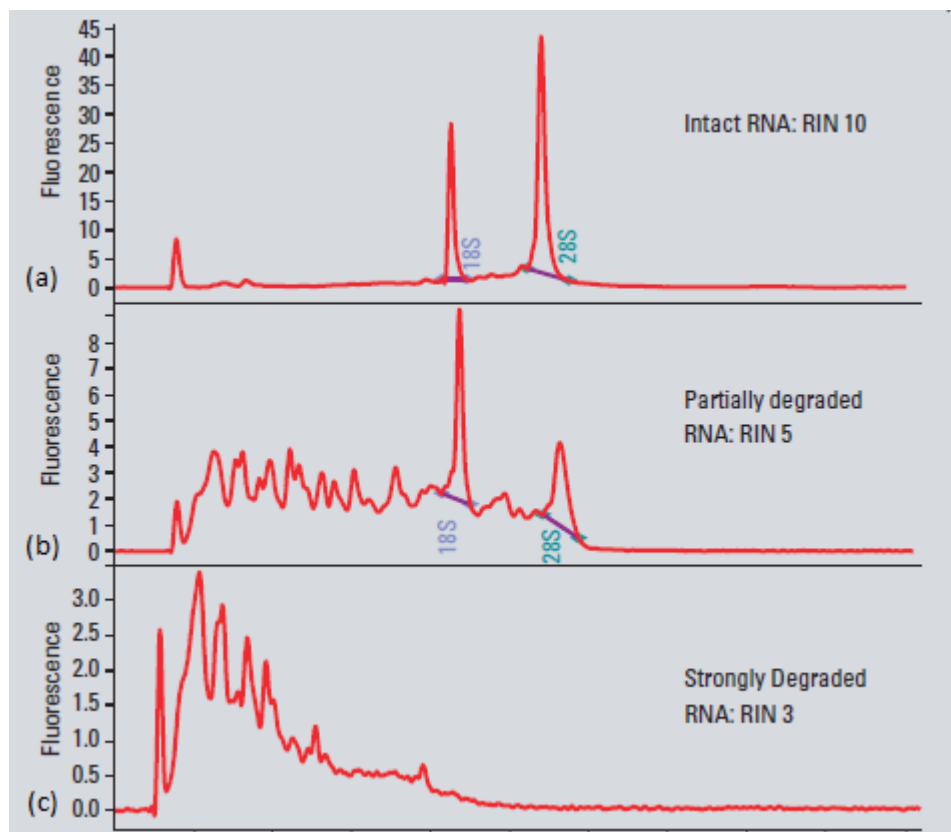 45
40
35
30
25
20
15
10
5
0
Fluorescence
(a)
18S
28S
Intact RNA: RIN 10
8
7
6
5
4
3
2
1
0
Fluorescence
(b)
18S
28S
Partially degraded
RNA: RIN 5
3.0
2.5
2.0
1.5
1.0
0.5
0.0
Fluorescence
(c)
Strongly Degraded
RNA: RIN 3